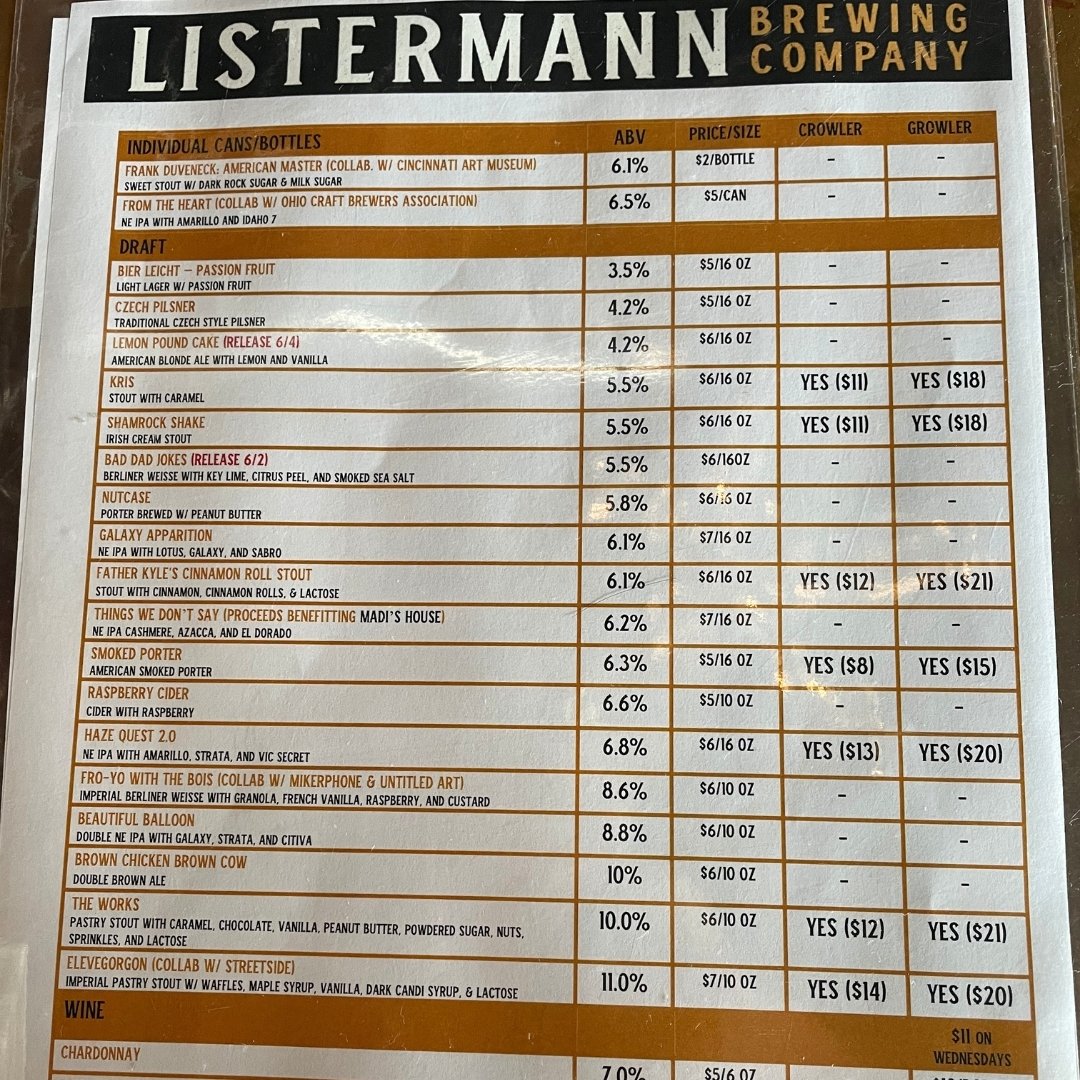 LISTERMANN BREWING COMPANY
INDIVIDUAL CANS/BOTTLES ABV PRICE/SIZE CROWLER GROWLER
FRANK DUVENECK: AMERICAN MASTER (COLLAB. W/ CINCINNATI ART MUSEUM) 6.1% $2/BOTTLE - -
SWEET STOUT W/ DARK ROCK SUGAR & MILK SUGAR
FROM THE HEART (COLLAB W/ OHIO CRAFT BREWERS ASSOCIATION) 6.5% $5/CAN - -
NE IPA WITH AMARILLO AND IDAHO 7
DRAFT
BIER LEICHT – PASSION FRUIT 3.5% $5/16 OZ - -
LIGHT LAGER W/ PASSION FRUIT
CZECH PILSNER 4.2% $5/16 OZ - -
TRADITIONAL CZECH STYLE PILSNER
LEMON POUND CAKE (RELEASE 6/4) 4.2% $6/16 OZ - -
AMERICAN BLONDE ALE WITH LEMON AND VANILLA
KRIS 5.5% $6/16 OZ YES ($11) YES ($18)
STOUT WITH CARAMEL
SHAMROCK SHAKE 5.5% $6/16 OZ YES ($11) YES ($18)
IRISH CREAM STOUT
BAD DAD JOKES (RELEASE 6/2) 5.5% $6/16OZ - -
BERLINER WEISSE WITH KEY LIME, CITRUS PEEL, AND SMOKED SEA SALT
NUTCASE 5.8% $6/16 OZ - -
PORTER BREWED W/ PEANUT BUTTER
GALAXY APPARITION 6.1% $7/16 OZ - -
NE IPA WITH LOTUS, GALAXY, AND SABRO
FATHER KYLE'S CINNAMON ROLL STOUT 6.1% $6/16 OZ YES ($12) YES ($21)
STOUT WITH CINNAMON, CINNAMON ROLLS, & LACTOSE
THINGS WE DON'T SAY (PROCEEDS BENEFITTING MADI'S HOUSE) 6.2% $7/16 OZ - -
NE IPA CASHMERE, AZACCA, AND EL DORADO
SMOKED PORTER 6.3% $5/16 OZ YES ($8) YES ($15)
AMERICAN SMOKED PORTER
RASPBERRY CIDER 6.6% $5/10 OZ - -
CIDER WITH RASPBERRY
HAZE QUEST 2.0 6.8% $6/16 OZ YES ($13) YES ($20)
NE IPA WITH AMARILLO, STRATA, AND VIC SECRET
FRO-YO WITH THE BOIS (COLLAB W/ MIKERPHONE & UNTITLED ART) 8.6% $6/10 OZ - -
IMPERIAL BERLINER WEISSE WITH GRANOLA, FRENCH VANILLA, RASPBERRY, AND CUSTARD
BEAUTIFUL BALLOON 8.8% $6/10 OZ - -
DOUBLE NE IPA WITH GALAXY, STRATA, AND CITIVA
BROWN CHICKEN BROWN COW 10% $6/10 OZ - -
DOUBLE BROWN ALE
THE WORKS 10.0% $6/10 OZ YES ($12) YES ($21)
PASTRY STOUT WITH CARAMEL, CHOCOLATE, VANILLA, PEANUT BUTTER, POWDERED SUGAR, NUTS,
SPRINKLES, AND LACTOSE
ELEVEGORGON (COLLAB W/ STREETSIDE) 11.0% $7/10 OZ YES ($14) YES ($20)
IMPERIAL PASTRY STOUT W/ WAFFLES, MAPLE SYRUP, VANILLA, DARK CANDI SYRUP, & LACTOSE
WINE
$11 ON
WEDNESDAYS
CHARDONNAY 7.0% $5/6 OZ